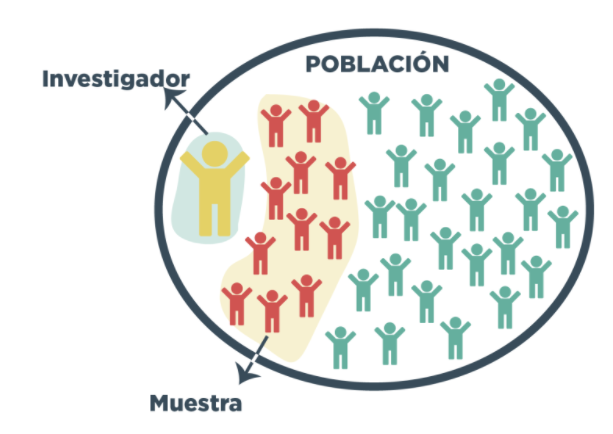 POBLACIÓN
Investigador
Muestra